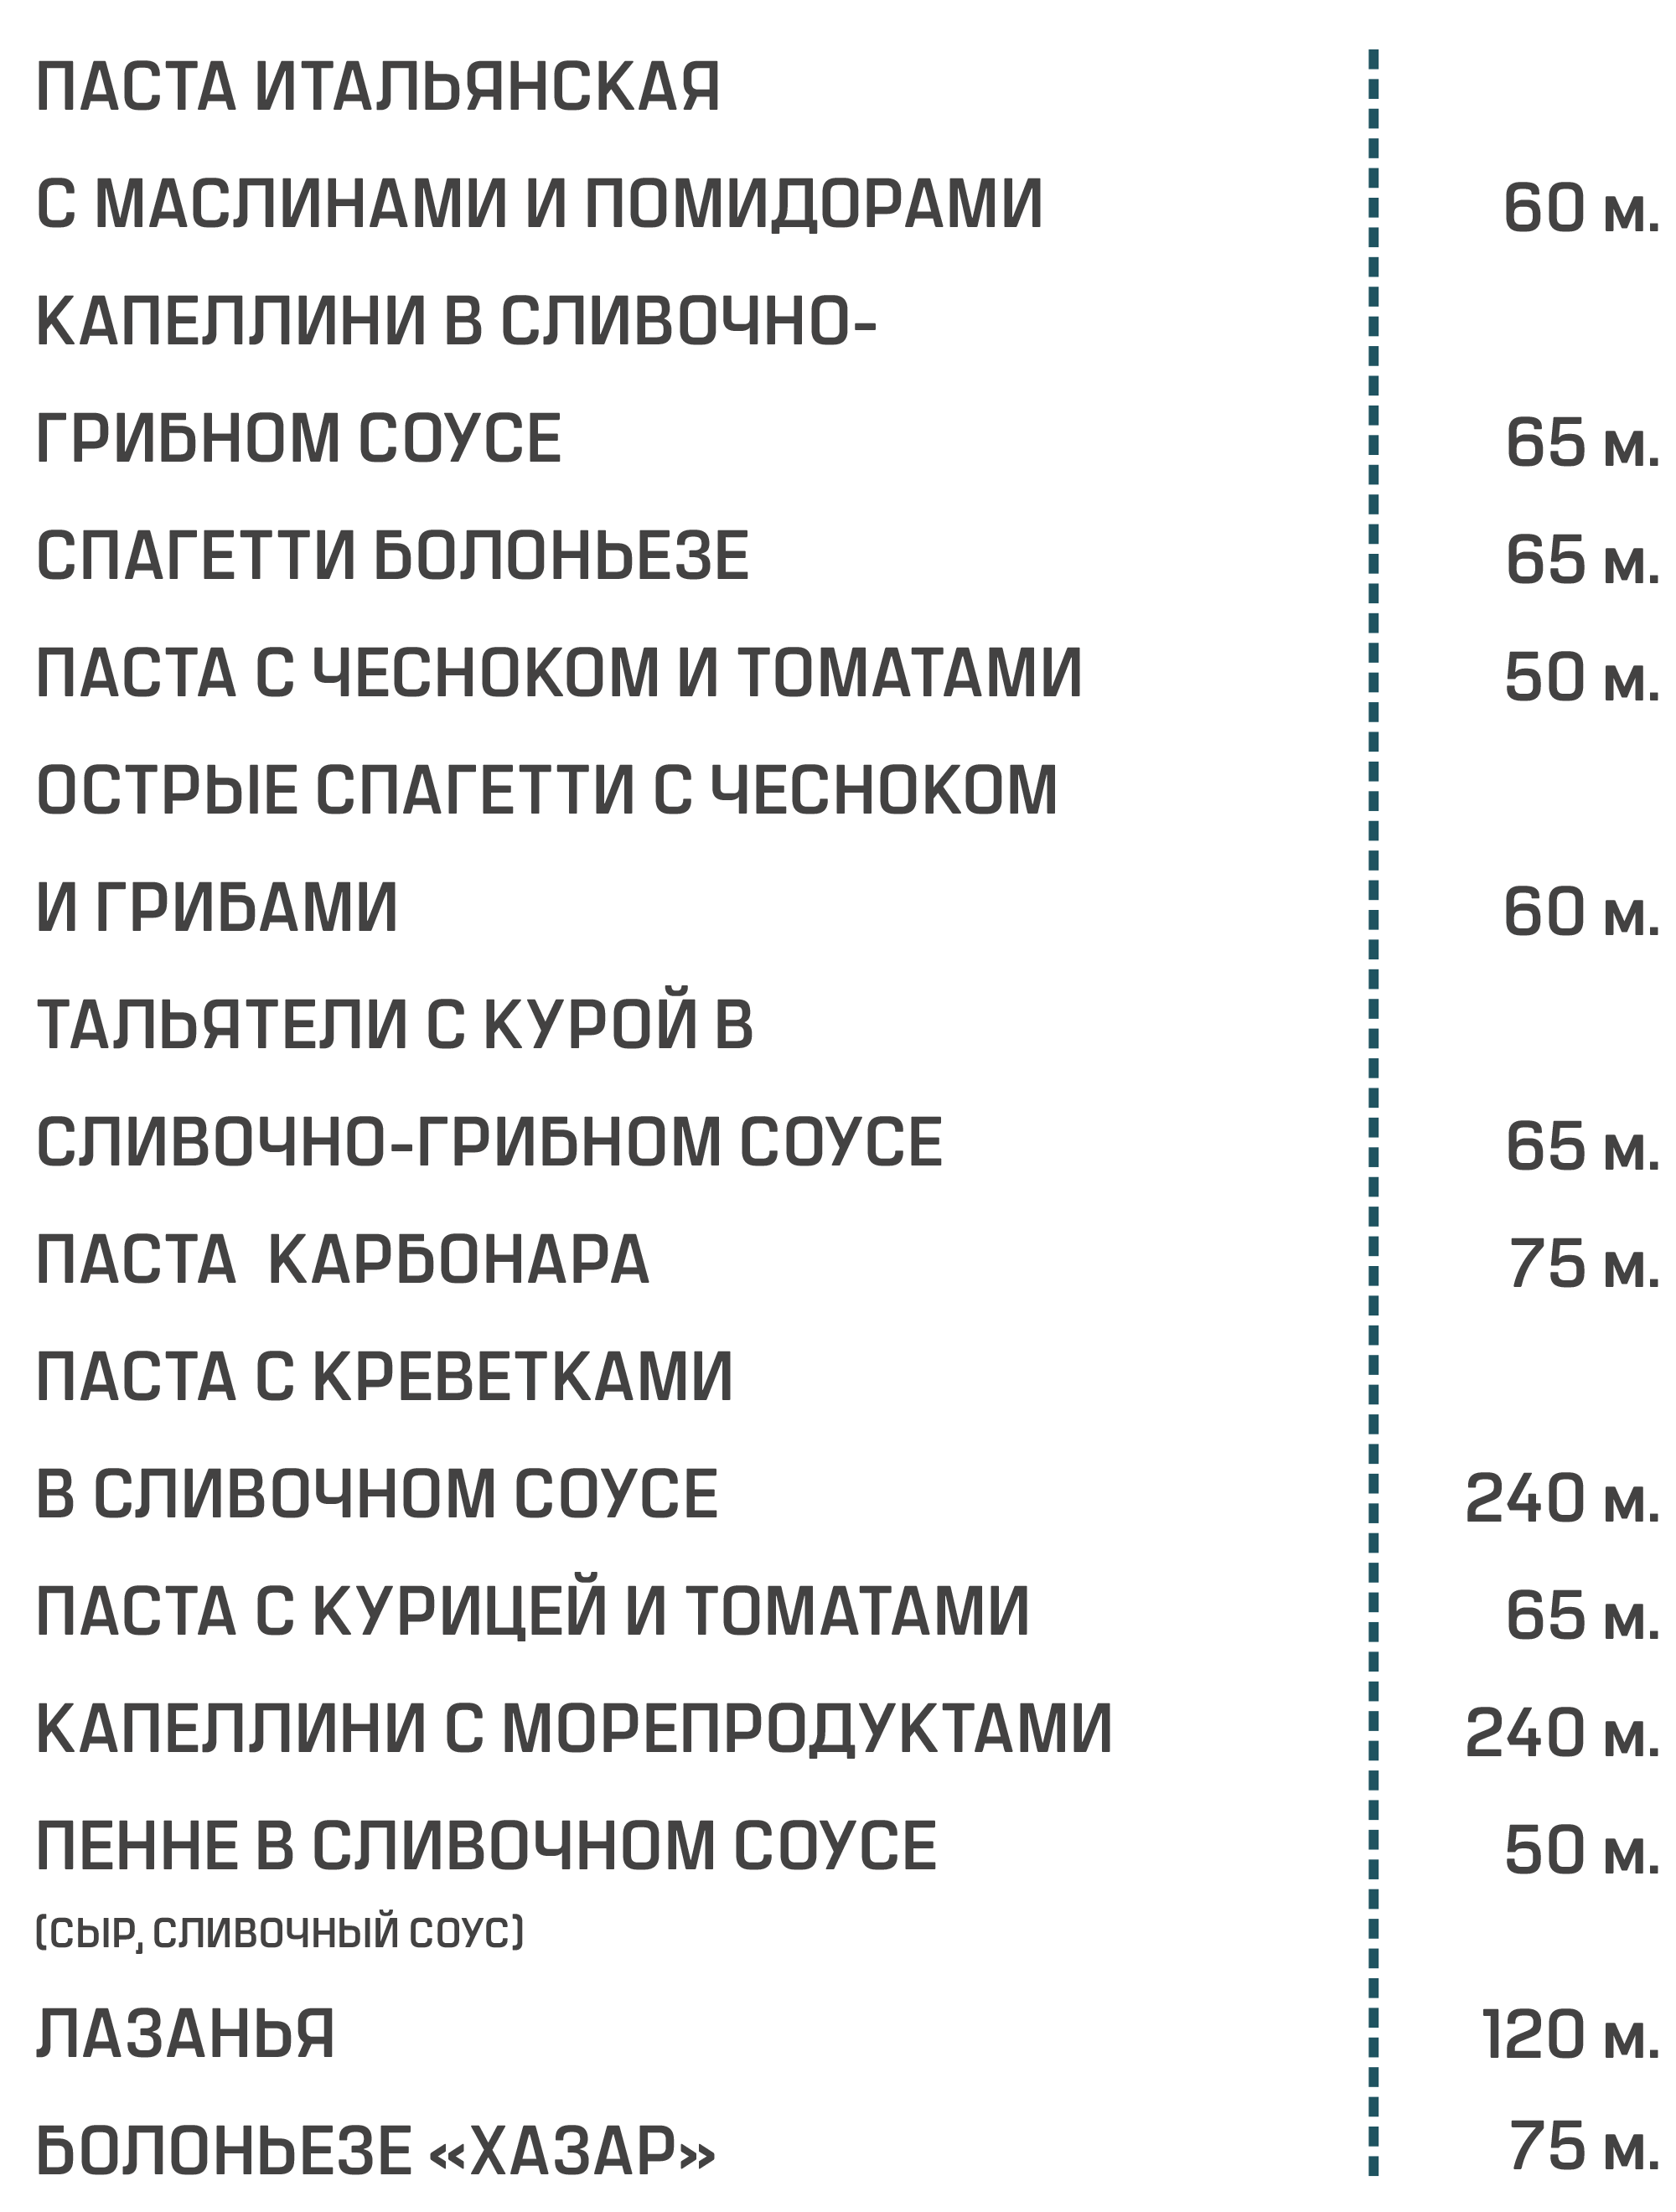 ПАСТА ИТАЛЬЯНСКАЯ
С МАСЛИНАМИ И ПОМИДОРАМИ 60 м.
КАПЕЛЛИНИ В СЛИВОЧНО-
ГРИБНОМ СОУСЕ 65 м.
СПАГЕТТИ БОЛОНЬЕЗЕ 65 м.
ПАСТА С ЧЕСНОКОМ И ТОМАТАМИ 50 м.
ОСТРЫЕ СПАГЕТТИ С ЧЕСНОКОМ
И ГРИБАМИ 60 м.
ТАЛЬЯТЕЛИ С КУРОЙ В
СЛИВОЧНО-ГРИБНОМ СОУСЕ 65 м.
ПАСТА КАРБОНАРА 75 м.
ПАСТА С КРЕВЕТКАМИ
В СЛИВОЧНОМ СОУСЕ 240 м.
ПАСТА С КУРИЦЕЙ И ТОМАТАМИ 65 м.
КАПЕЛЛИНИ С МОРЕПРОДУКТАМИ 240 м.
ПЕННЕ В СЛИВОЧНОМ СОУСЕ 50 м.
(СЫР, СЛИВОЧНЫЙ СОУС)
ЛАЗАНЬЯ 120 м.
БОЛОНЬЕЗЕ «ХАЗАР» 75 м.